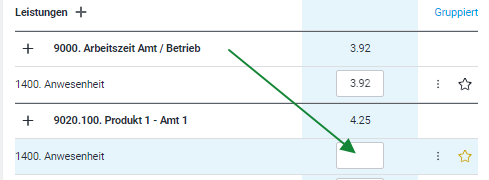 Leistungen + Gruppiert
+ 9000. Arbeitszeit Amt / Betrieb 3.92
1400. Anwesenheit 3.92
+ 9020.100. Produkt 1 - Amt 1 4.25
1400. Anwesenheit